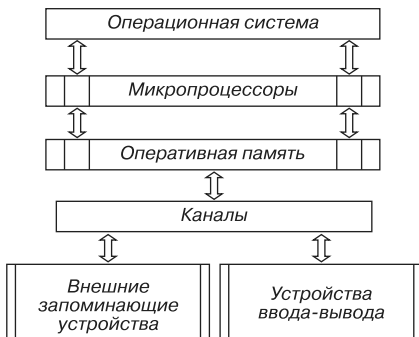 Операционная система
Микропроцессоры
Оперативная память
Каналы
Внешние
запоминающие
устройства
Устройства
ввода-вывода